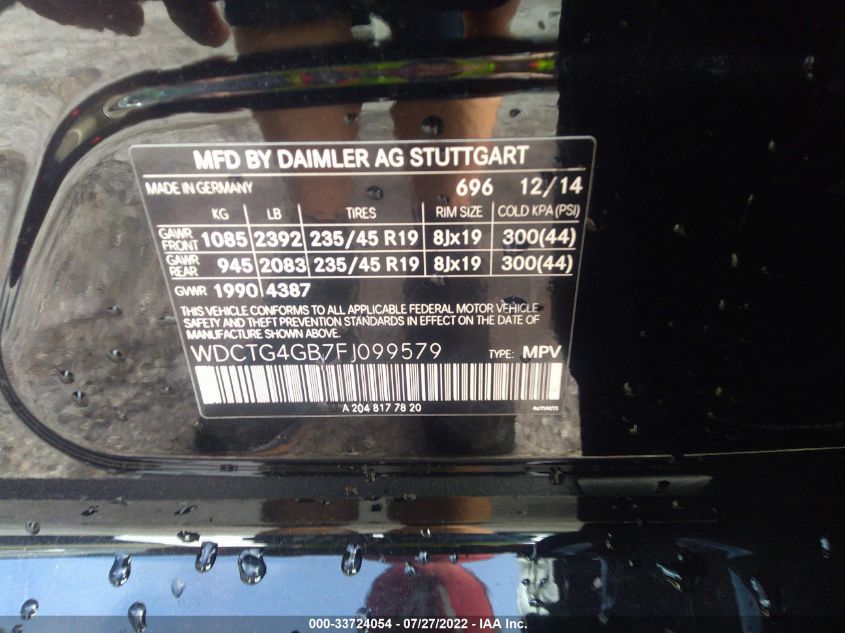 MFD BY DAIMLER AG STUTTGART
MADE IN GERMANY 696 12/14
KG LB TIRES RIM SIZE COLD KPA (PSI)
GAWR FRONT 1085 2392 235/45 R19 8Jx19 300(44)
GAWR REAR 945 2083 235/45 R19 8Jx19 300(44)
GVWR 1990 4387
THIS VEHICLE CONFORMS TO ALL APPLICABLE FEDERAL MOTOR VEHICLE
SAFETY AND THEFT PREVENTION STANDARDS IN EFFECT ON THE DATE
OF MANUFACTURE SHOWN ABOVE.
WDCTG4GB7FJ099579 TYPE: MPV
A 204 817 78 20
000-33724054 / 07/27/2022 - IAA Inc.